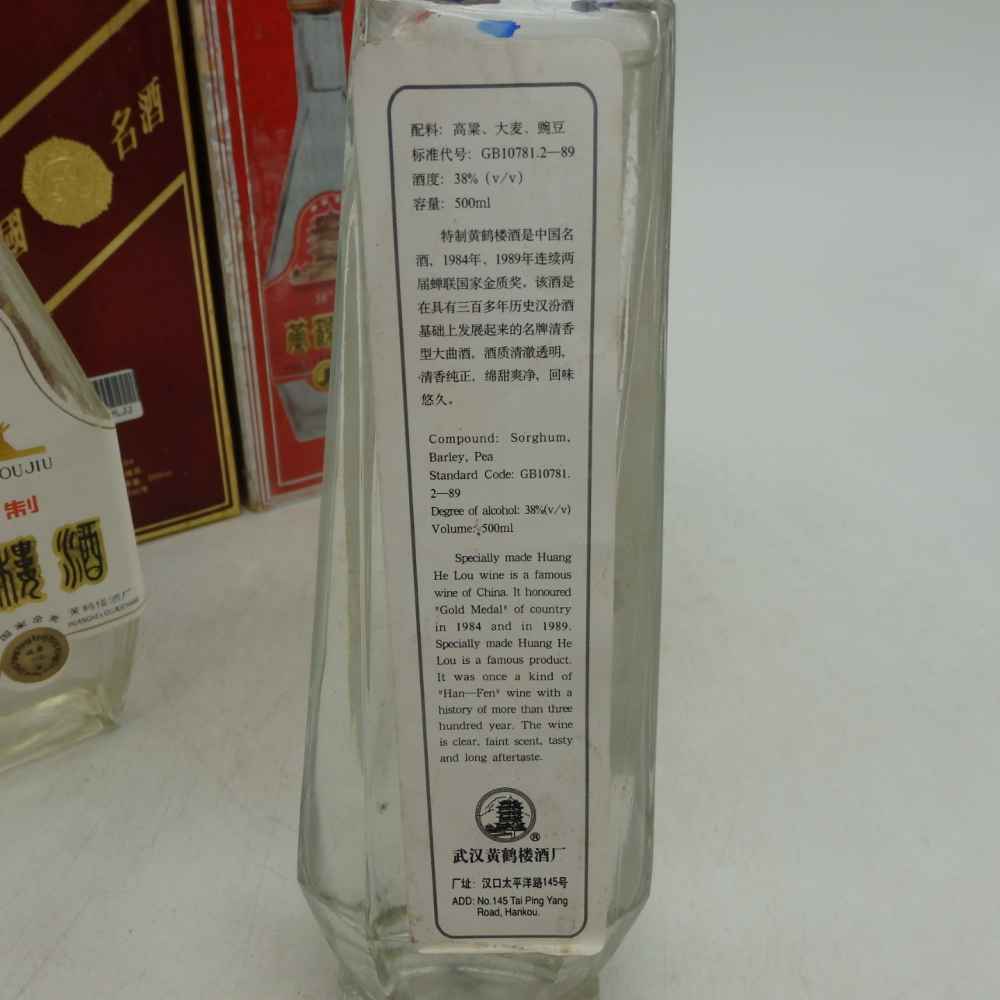 名酒
國
OUJIU
制
樓酒
配料：高粱、大麦、豌豆
标准代号：GB10781.2—89
酒度：38%（v/v）
容量：500ml
特制黄鹤楼酒是中国名
酒，1984年、1989年连续两
届蝉联国家金质奖。该酒是
在具有三百多年历史汉汾酒
基础上发展起来的名牌清香
型大曲酒，酒质清澈透明，
清香纯正，绵甜爽净，回味
悠久。
Compound: Sorghum,
Barley, Pea
Standard Code: GB10781.
2—89
Degree of alcohol: 38%(v/v)
Volume: 500ml
Specially made Huang
He Lou wine is a famous
wine of China. It honoured
"Gold Medal" of country
in 1984 and in 1989.
Specially made Huang He
Lou is a famous product.
It was once a kind of
"Han—Fen" wine with a
history of more than three
hundred year. The wine
is clear, faint scent, tasty
and long aftertaste.
®
武汉黄鹤楼酒厂
厂址：汉口太平洋路145号
ADD: No.145 Tai Ping Yang
Road, Hankou.